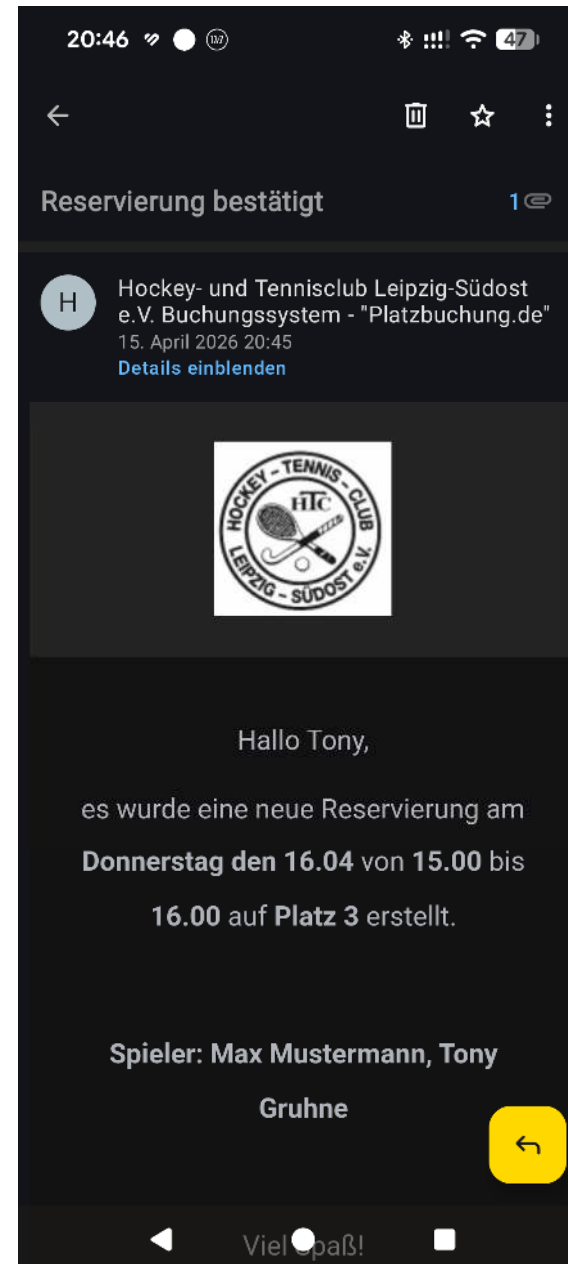 20:46
47
Reservierung bestätigt
1
H
Hockey- und Tennisclub Leipzig-Südost
e.V. Buchungssystem - "Platzbuchung.de"
15. April 2026 20:45
Details einblenden
HOCKEY - TENNIS - CLUB
HTC
LEIPZIG - SÜDOST e.V.
Hallo Tony,
es wurde eine neue Reservierung am
Donnerstag den 16.04 von 15.00 bis
16.00 auf Platz 3 erstellt.
Spieler: Max Mustermann, Tony
Gruhne
Viel Spaß!